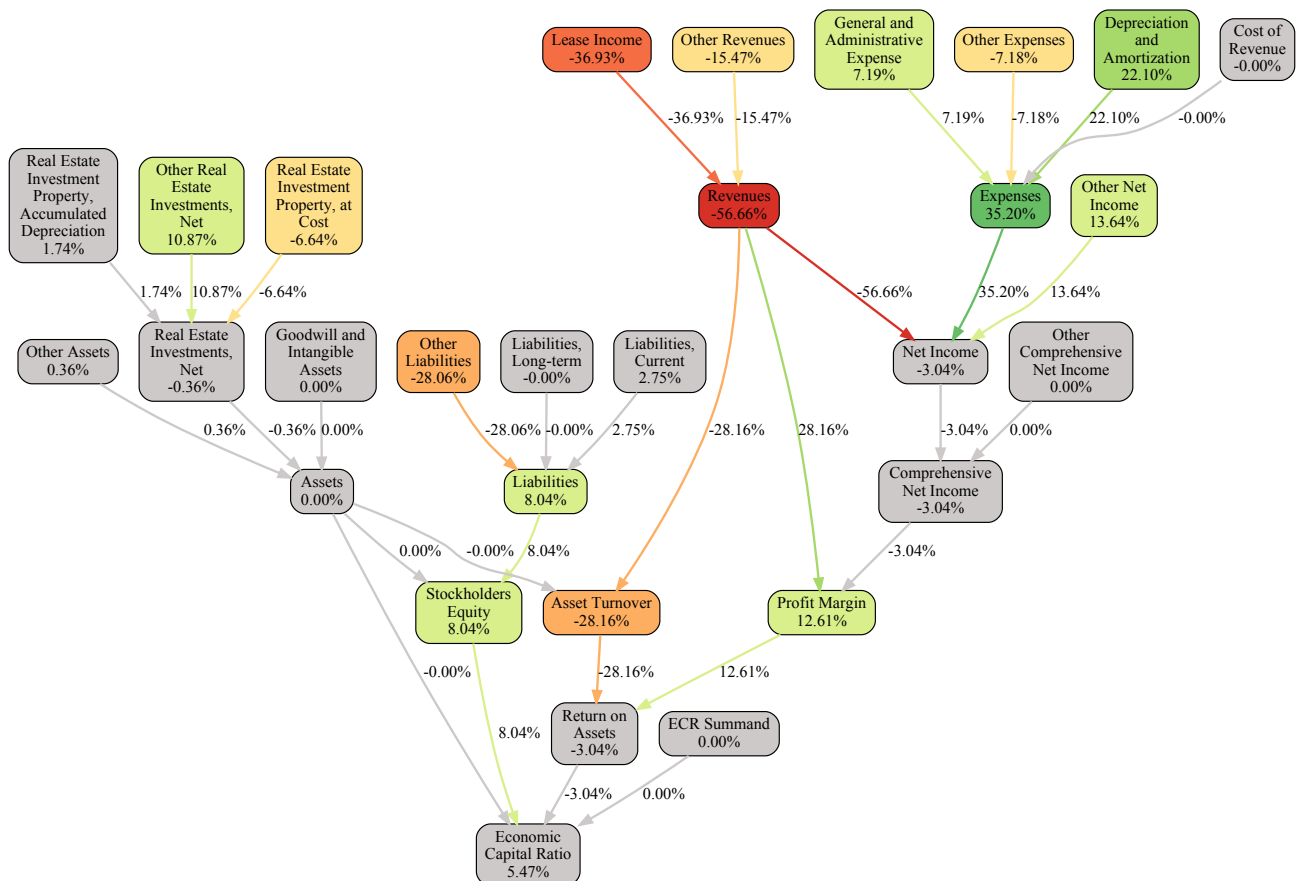 Lease Income
-36.93%
Other Revenues
-15.47%
General and
Administrative
Expense
7.19%
Other Expenses
-7.18%
Depreciation
and
Amortization
22.10%
Cost of
Revenue
-0.00%
-36.93%
-15.47%
7.19%
-7.18%
22.10%
-0.00%
Real Estate
Investment
Property,
Accumulated
Depreciation
1.74%
Other Real
Estate
Investments,
Net
10.87%
Real Estate
Investment
Property, at
Cost
-6.64%
Revenues
-56.66%
Expenses
35.20%
Other Net
Income
13.64%
1.74%
10.87%
-6.64%
-56.66%
35.20%
13.64%
Other Assets
0.36%
Real Estate
Investments,
Net
-0.36%
Goodwill and
Intangible
Assets
0.00%
Other
Liabilities
-28.06%
Liabilities,
Long-term
-0.00%
Liabilities,
Current
2.75%
Net Income
-3.04%
Other
Comprehensive
Net Income
0.00%
0.36%
-0.36%
0.00%
-28.06%
-0.00%
2.75%
-28.16%
28.16%
-3.04%
0.00%
Assets
0.00%
Liabilities
8.04%
Comprehensive
Net Income
-3.04%
0.00%
-0.00%
8.04%
-3.04%
Stockholders
Equity
8.04%
Asset Turnover
-28.16%
Profit Margin
12.61%
-0.00%
-28.16%
12.61%
Return on
Assets
-3.04%
ECR Summand
0.00%
8.04%
-3.04%
0.00%
Economic
Capital Ratio
5.47%